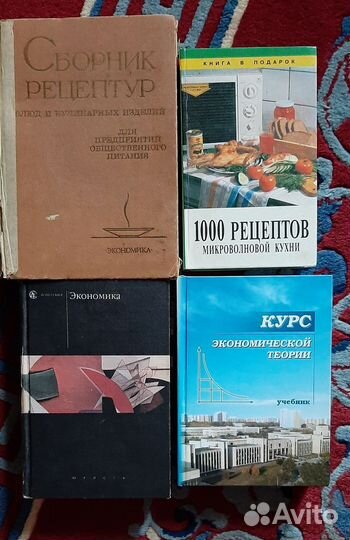 СБОРНИК
РЕЦЕПТУР
БЛЮД И КУЛИНАРНЫХ ИЗДЕЛИЙ
ДЛЯ
ПРЕДПРИЯТИЙ
ОБЩЕСТВЕННОГО
ПИТАНИЯ
"ЭКОНОМИКА"
КНИГА В ПОДАРОК
1000 РЕЦЕПТОВ
МИКРОВОЛНОВОЙ КУХНИ
Экономика
КУРС
ЭКОНОМИЧЕСКОЙ
ТЕОРИИ
учебник
Avito